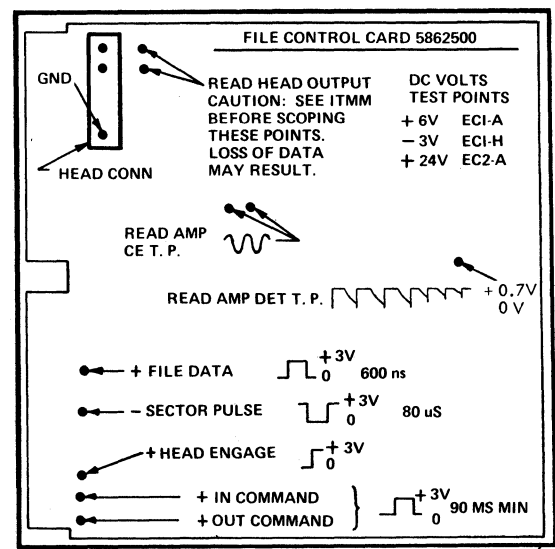 FILE CONTROL CARD 5862500
GND
HEAD CONN
READ HEAD OUTPUT
CAUTION: SEE ITMM
BEFORE SCOPING
THESE POINTS.
LOSS OF DATA
MAY RESULT.
DC VOLTS
TEST POINTS
+ 6V ECI-A
− 3V ECI-H
+ 24V EC2-A
READ AMP
CE T. P.
READ AMP DET T. P.
+ 0.7V
0 V
+ FILE DATA
+ 3V
0
600 ns
− SECTOR PULSE
+ 3V
0
80 uS
+ HEAD ENGAGE
+ 3V
0
+ IN COMMAND
+ OUT COMMAND
+ 3V
0
90 MS MIN